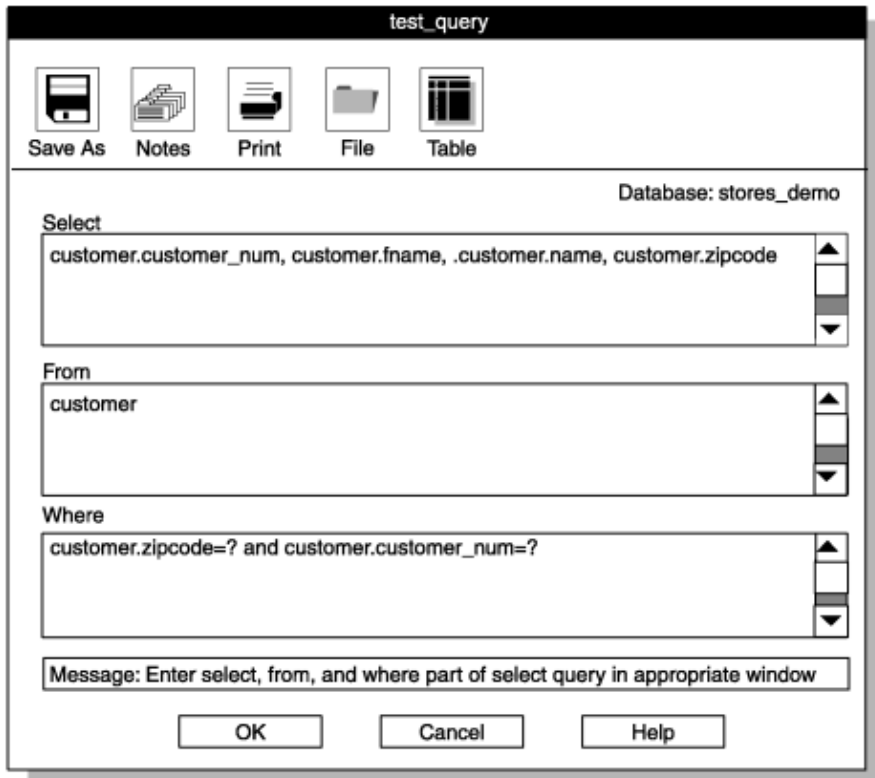 test_query
Save As Notes Print File Table
Database: stores_demo
Select
customer.customer_num, customer.fname, .customer.name, customer.zipcode
From
customer
Where
customer.zipcode=? and customer.customer_num=?
Message: Enter select, from, and where part of select query in appropriate window
OK Cancel Help